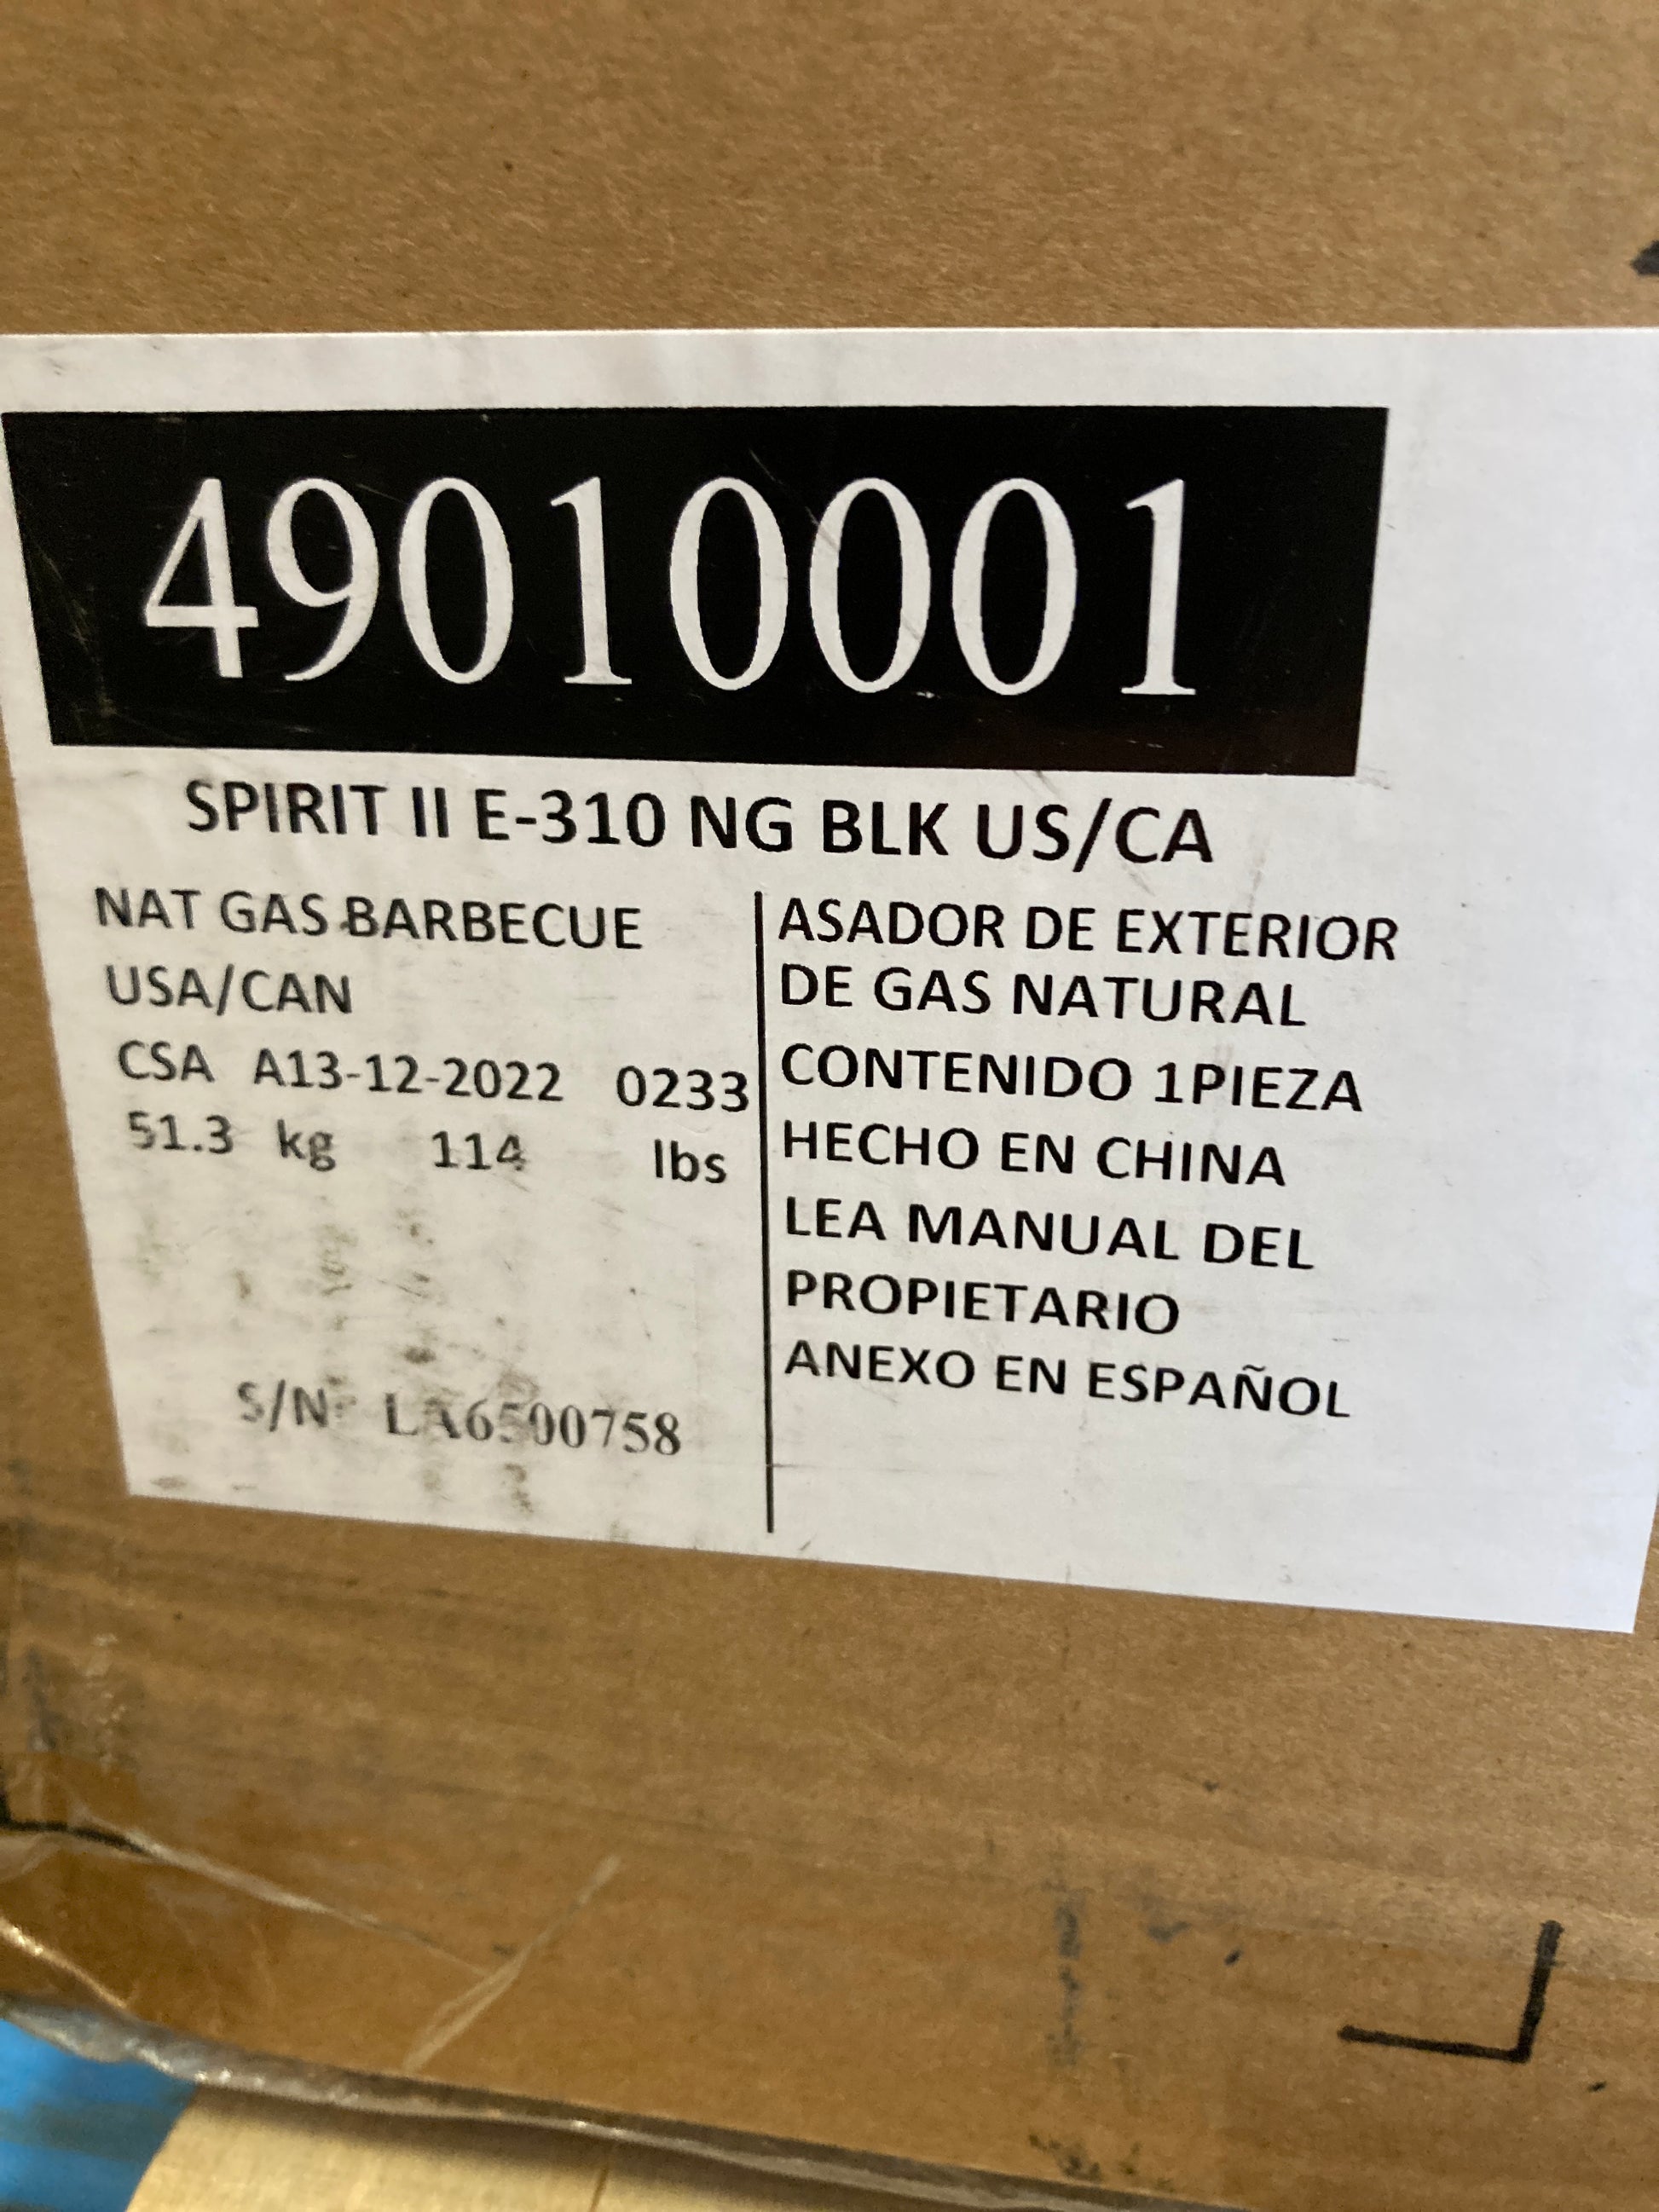 49010001
SPIRIT II E-310 NG BLK US/CA
NAT GAS BARBECUE
USA/CAN
CSA A13-12-2022 0233
51.3 kg 114 lbs
S/N LA6500758
ASADOR DE EXTERIOR
DE GAS NATURAL
CONTENIDO 1PIEZA
HECHO EN CHINA
LEA MANUAL DEL
PROPIETARIO
ANEXO EN ESPAÑOL